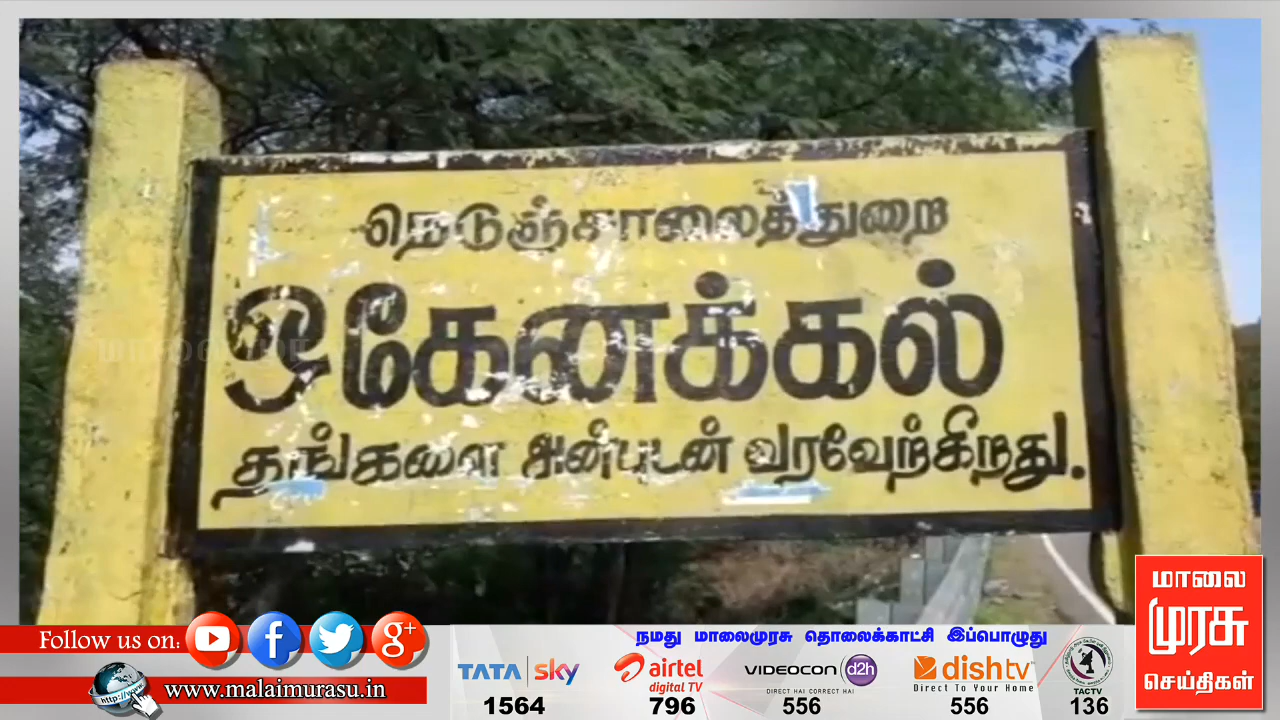 நெடுஞ்சாலைத்துறை
ஒகேனக்கல்
தங்களை அன்புடன் வரவேற்கிறது.
Follow us on:
http://www
www.malaimurasu.in
நமது மாலைமுரசு தொலைக்காட்சி இப்பொழுது
TATA sky 1564
airtel digital TV 796
VIDEOCON d2h DIRECT HAI CORRECT HAI 556
dishtv Direct To Your Home 556
TACTV 136
மாலை
முரசு
செய்திகள்